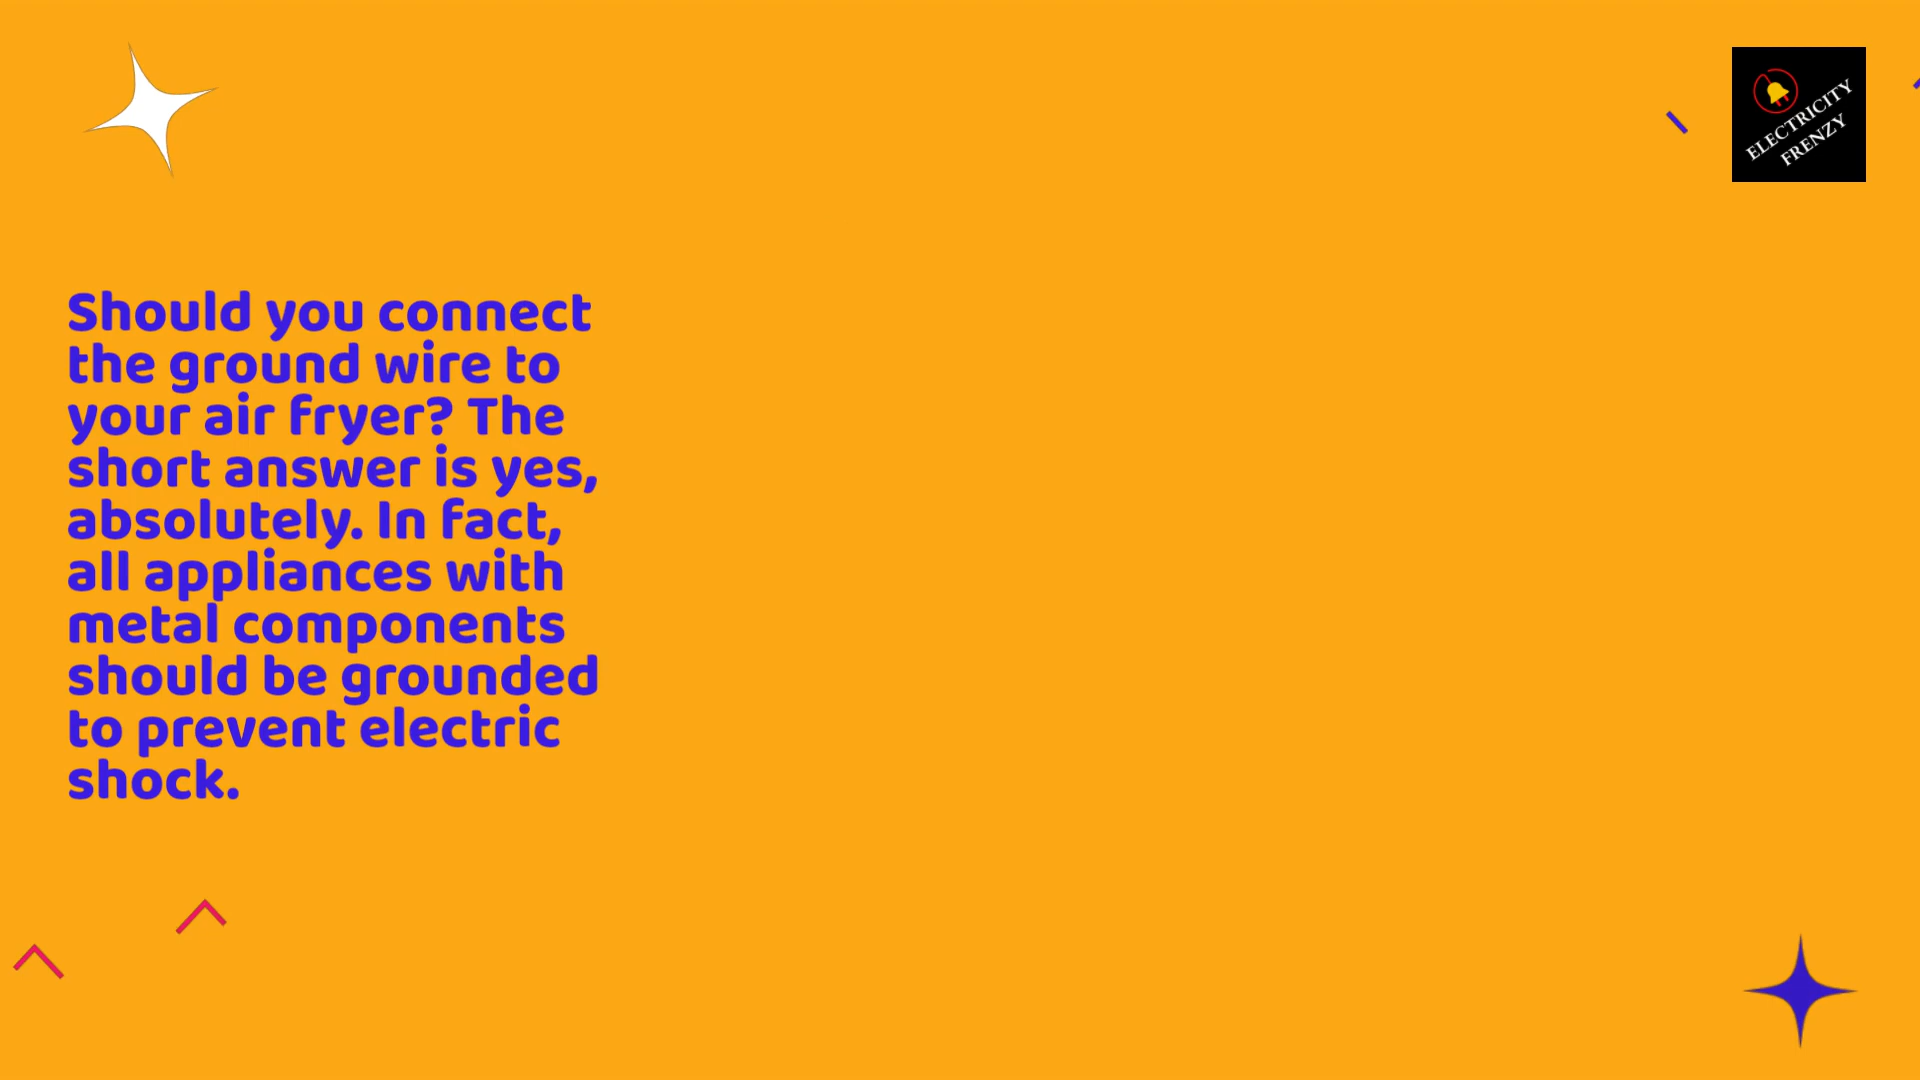 ELECTRICITY
FRENZY
Should you connect
the ground wire to
your air fryer? The
short answer is yes,
absolutely. In fact,
all appliances with
metal components
should be grounded
to prevent electric
shock.